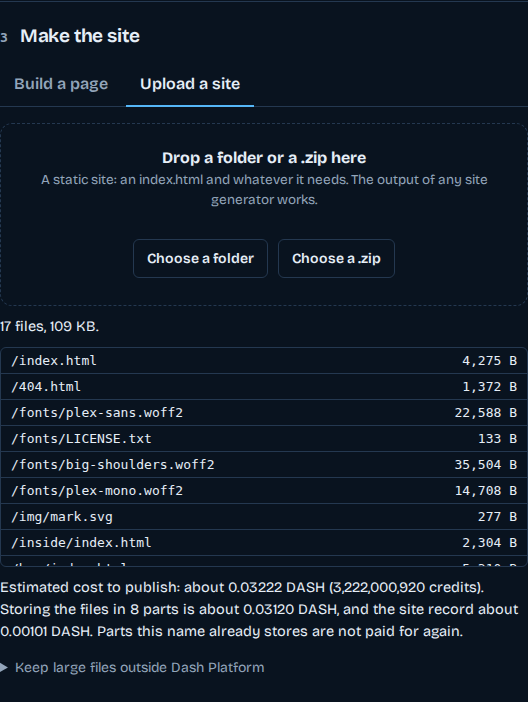 3 Make the site
Build a page Upload a site
Drop a folder or a .zip here
A static site: an index.html and whatever it needs. The output of any site
generator works.
Choose a folder Choose a .zip
17 files, 109 KB.
/index.html 4,275 B
/404.html 1,372 B
/fonts/plex-sans.woff2 22,588 B
/fonts/LICENSE.txt 133 B
/fonts/big-shoulders.woff2 35,504 B
/fonts/plex-mono.woff2 14,708 B
/img/mark.svg 277 B
/inside/index.html 2,304 B
Estimated cost to publish: about 0.03222 DASH (3,222,000,920 credits).
Storing the files in 8 parts is about 0.03120 DASH, and the site record about
0.00101 DASH. Parts this name already stores are not paid for again.
Keep large files outside Dash Platform